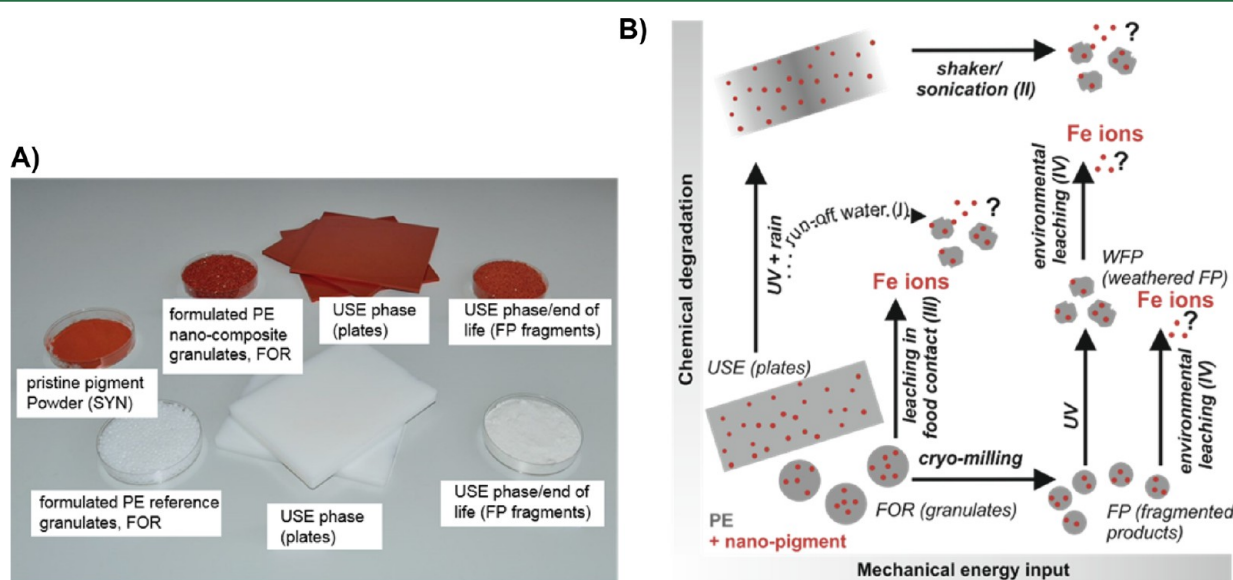 A)
formulated PE
nano-composite
granulates, FOR
USE phase
(plates)
USE phase/end of
life (FP fragments)
pristine pigment
Powder (SYN)
formulated PE reference
granulates, FOR
USE phase
(plates)
USE phase/end of
life (FP fragments)
B)
Chemical degradation
shaker/
sonication (II)
?
UV + rain
... run-off water (I)
?
Fe ions
?
environmental
leaching (IV)
WFP
(weathered FP)
Fe ions
leaching in
food contact (III)
Fe ions
?
USE (plates)
UV
environmental
leaching (IV)
cryo-milling
FOR (granulates)
FP (fragmented
products)
PE
+ nano-pigment
Mechanical energy input